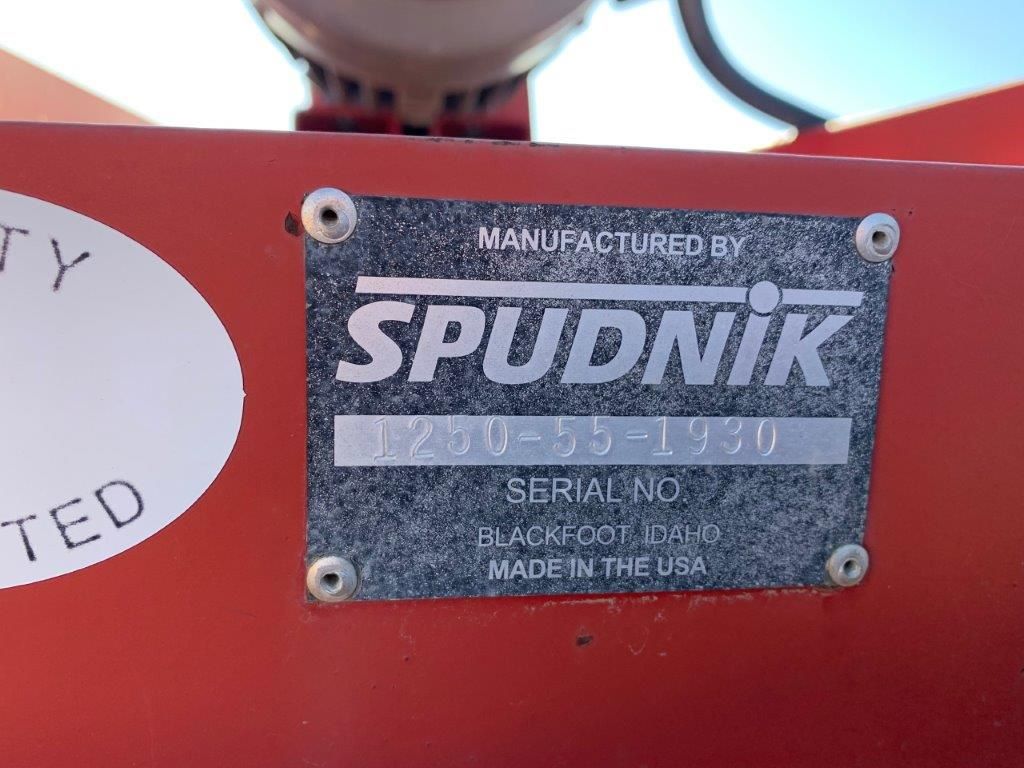 MANUFACTURED BY
SPUDNIK
1250-55-1930
SERIAL NO
BLACKFOOT IDAHO
MADE IN THE USA
TY
TED